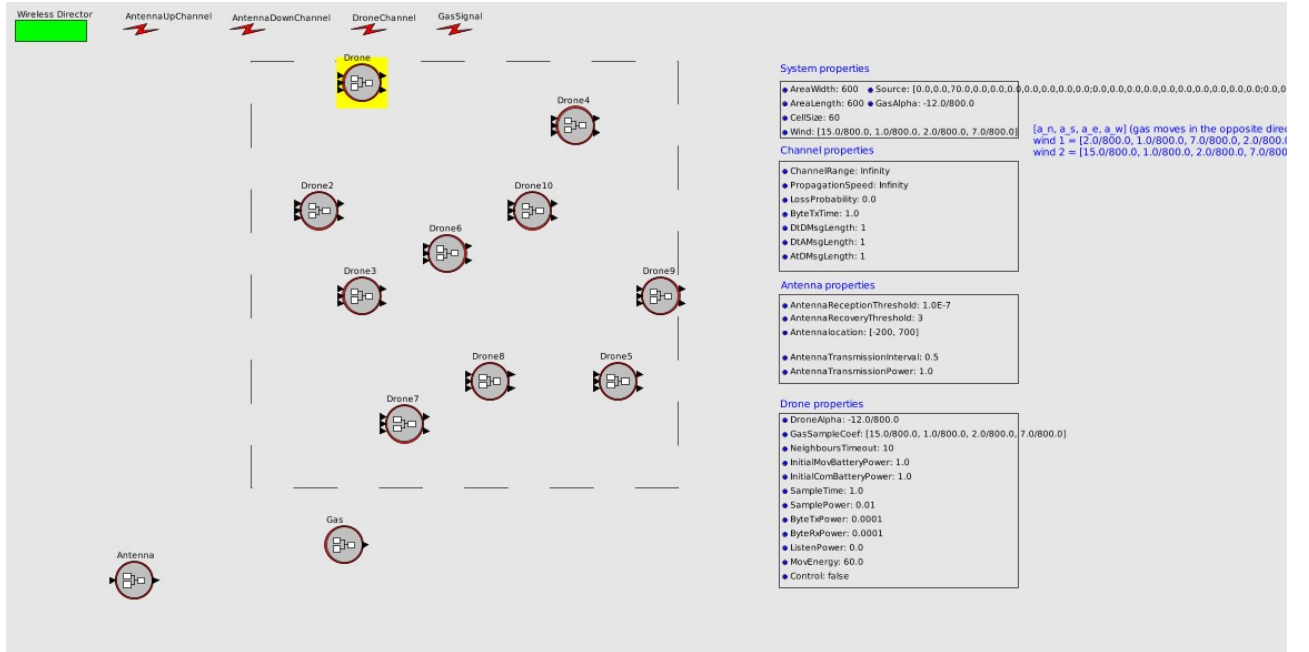 Wireless Director
AntennaUpChannel
AntennaDownChannel
DroneChannel
GasSignal
Drone
Drone4
Drone2
Drone10
Drone6
Drone3
Drone9
Drone8
Drone5
Drone7
Gas
Antenna
System properties
AreaWidth: 600 Source: [0.0,0.0,70.0,0.0,0.0,0.0,0.0,0.0,0.0,0.0;0.0,0.0,0.0,0.0,0.0,0.0,0.0,0.0,0.0,0.0;0.0,0.0
AreaLength: 600 GasAlpha: -12.0/800.0
CellSize: 60
Wind: [15.0/800.0, 1.0/800.0, 2.0/800.0, 7.0/800.0]
[a_n, a_s, a_e, a_w] (gas moves in the opposite direc
wind 1 = [2.0/800.0, 1.0/800.0, 7.0/800.0, 2.0/800.0
wind 2 = [15.0/800.0, 1.0/800.0, 2.0/800.0, 7.0/800
Channel properties
ChannelRange: Infinity
PropagationSpeed: Infinity
LossProbability: 0.0
ByteTxTime: 1.0
DtDMsgLength: 1
DtAMsgLength: 1
AtDMsgLength: 1
Antenna properties
AntennaReceptionThreshold: 1.0E-7
AntennaRecoveryThreshold: 3
Antennalocation: [-200, 700]
AntennaTransmissionInterval: 0.5
AntennaTransmissionPower: 1.0
Drone properties
DroneAlpha: -12.0/800.0
GasSampleCoef: [15.0/800.0, 1.0/800.0, 2.0/800.0, 7.0/800.0]
NeighboursTimeout: 10
InitialMovBatteryPower: 1.0
InitialComBatteryPower: 1.0
SampleTime: 1.0
SamplePower: 0.01
ByteTxPower: 0.0001
ByteRxPower: 0.0001
ListenPower: 0.0
MovEnergy: 60.0
Control: false